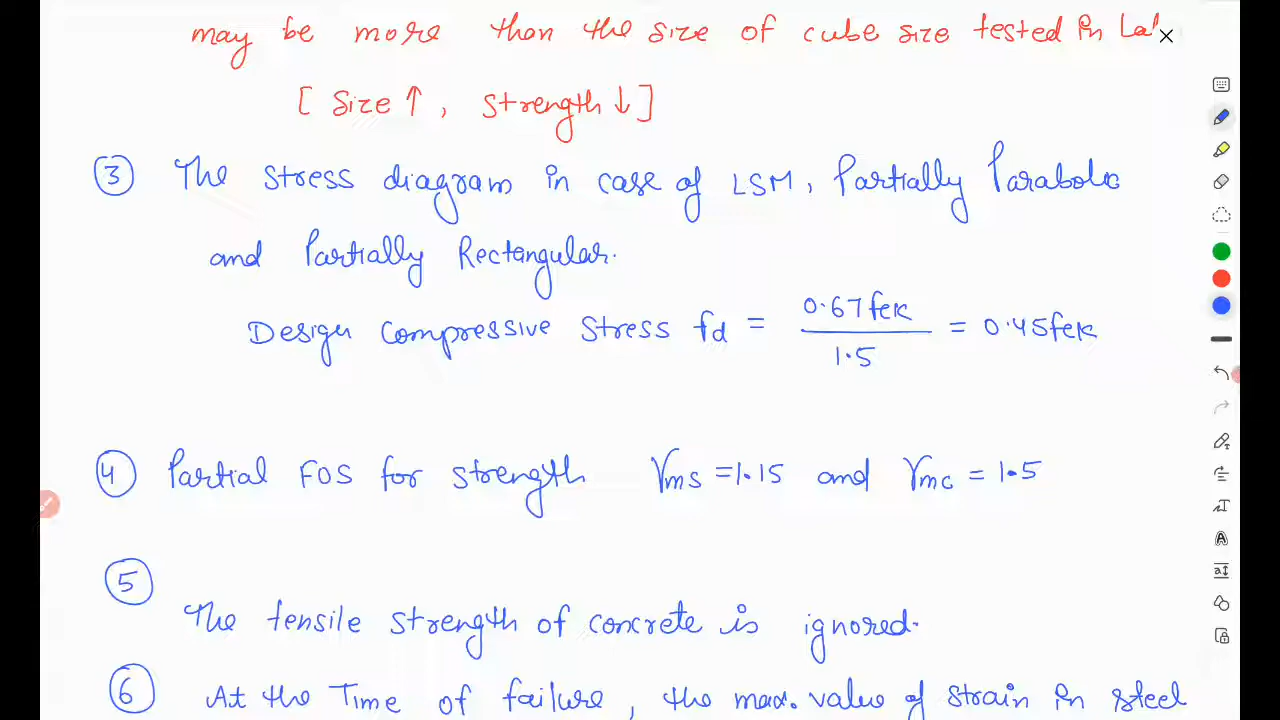 may be more than the size of cube size tested in Lab
[ Size ↑ , Strength ↓ ]
③ The stress diagram in case of LSM, Partially Parabolic
and Partially Rectangular.
Design Compressive Stress fd = 0.67fck / 1.5 = 0.45fck
④ Partial FOS for strength γms = 1.15 and γmc = 1.5
⑤
The tensile strength of concrete is ignored.
⑥ At the Time of failure, the max. value of strain in steel